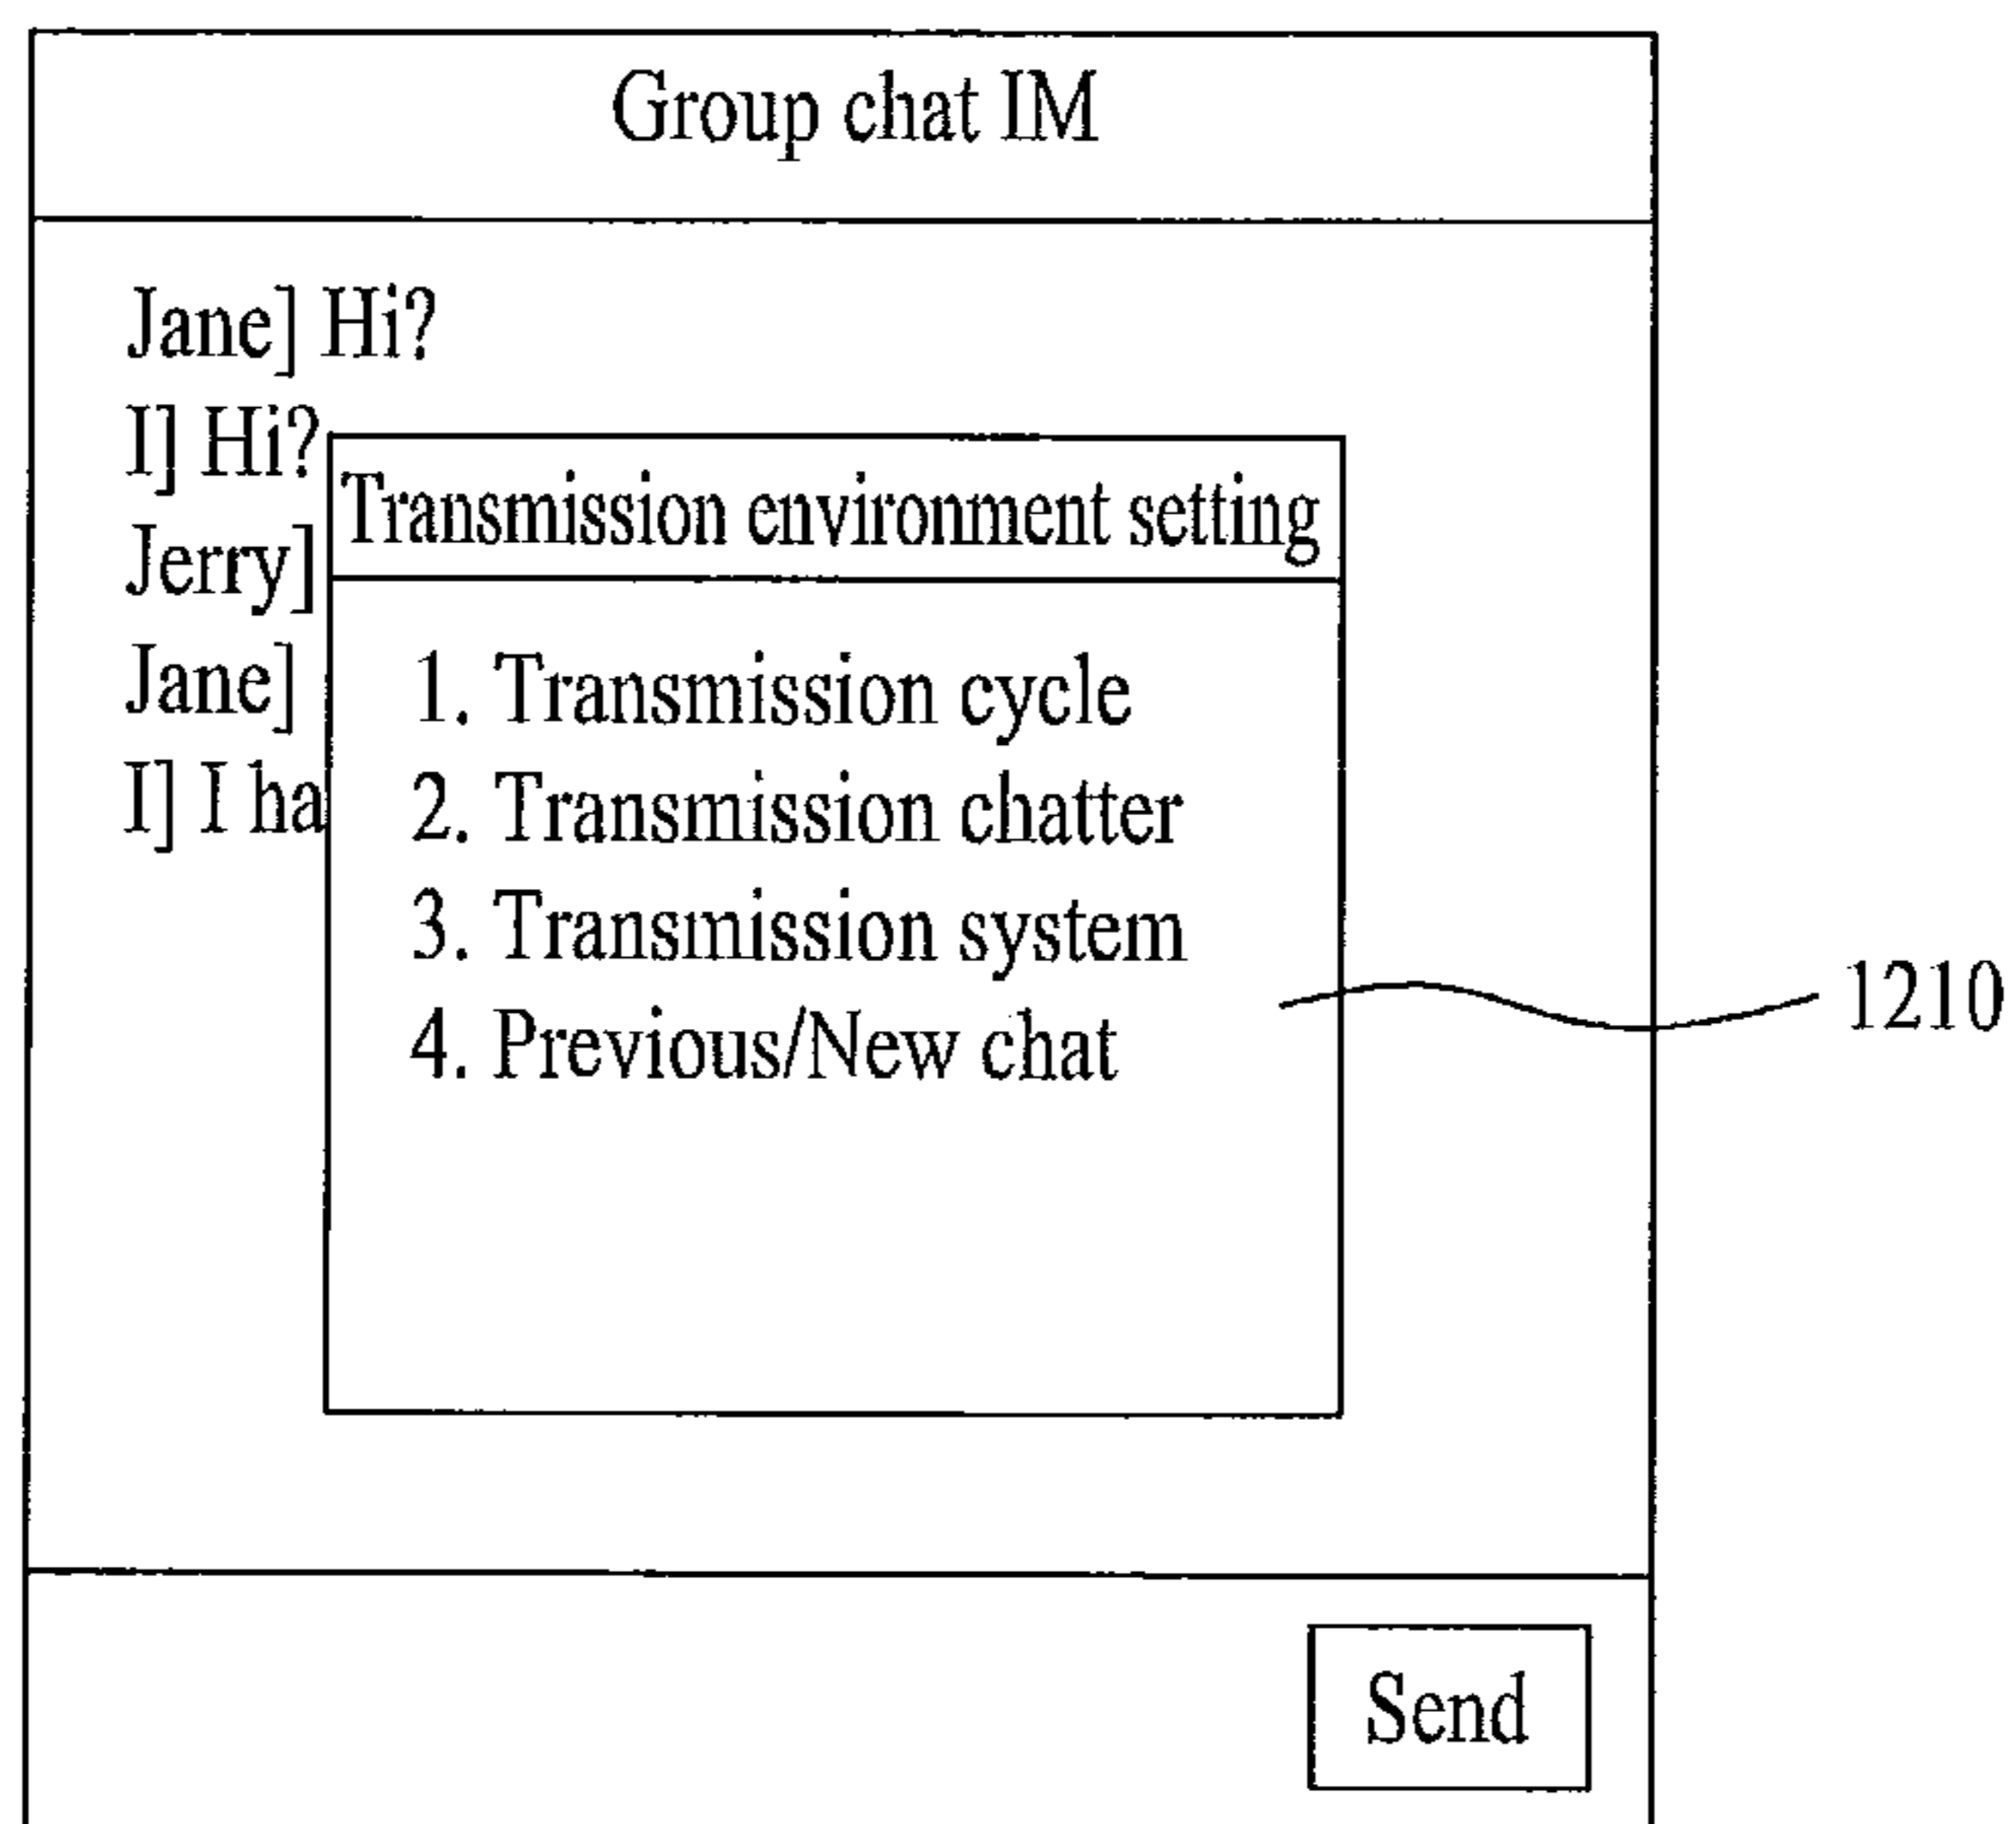 Group chat IM
Jane] Hi?
I] Hi?
Jerry]
Jane]
I] I ha
Transmission environment setting
1. Transmission cycle
2. Transmission chatter
3. Transmission system
4. Previous/New chat
1210
Send